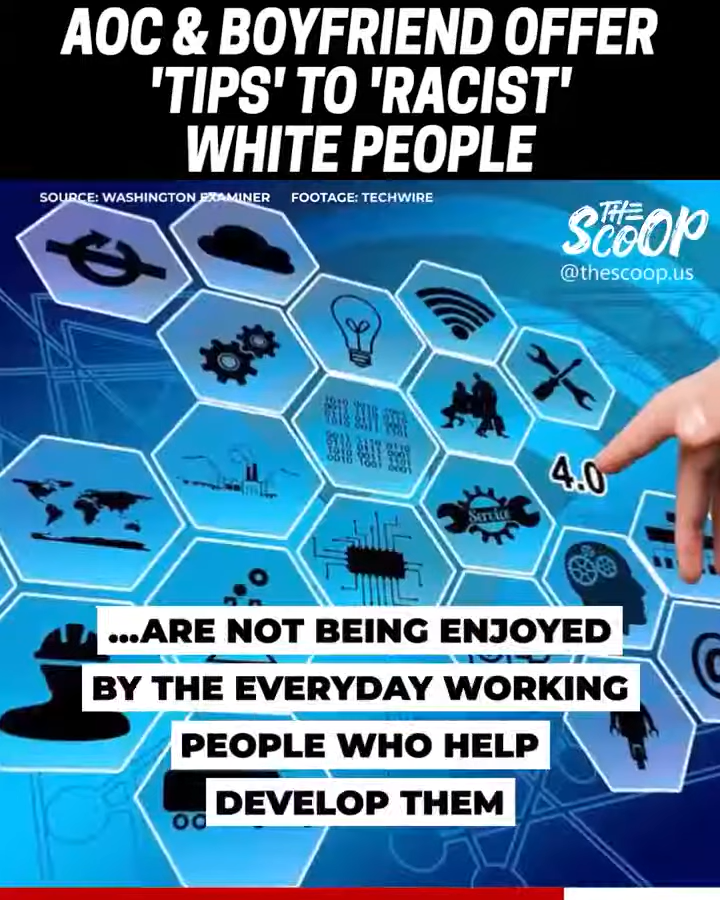 AOC & BOYFRIEND OFFER
'TIPS' TO 'RACIST'
WHITE PEOPLE
SOURCE: WASHINGTON EXAMINER FOOTAGE: TECHWIRE
THE
SCOOP
@thescoop.us
4.0
Service
@
...ARE NOT BEING ENJOYED
BY THE EVERYDAY WORKING
PEOPLE WHO HELP
DEVELOP THEM